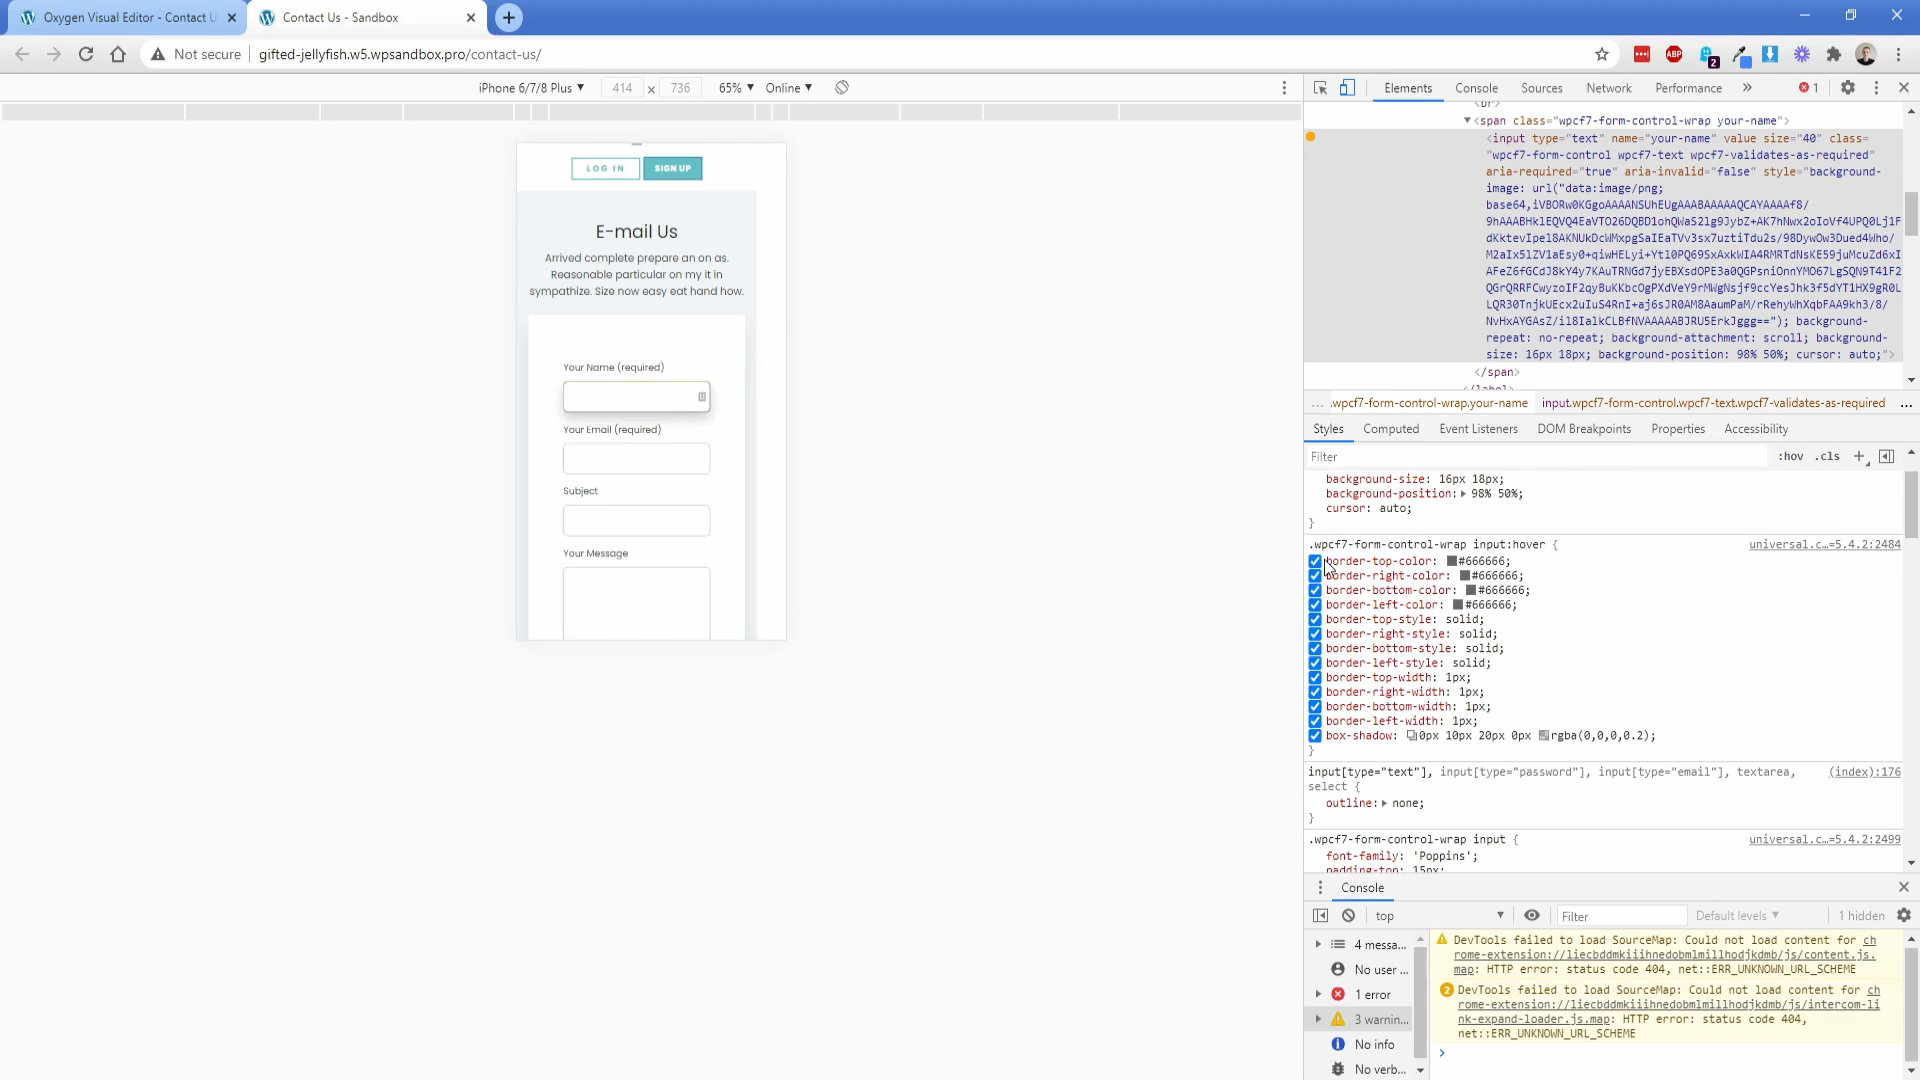 Oxygen Visual Editor - Contact U
Contact Us - Sandbox
Not secure
gifted-jellyfish.w5.wpsandbox.pro/contact-us/
ABP
2
iPhone 6/7/8 Plus ▼ 414 x 736 65% ▼ Online ▼
Elements Console Sources Network Performance » 1
<span class="wpcf7-form-control-wrap your-name">
<input type="text" name="your-name" value size="40" class=
"wpcf7-form-control wpcf7-text wpcf7-validates-as-required"
aria-required="true" aria-invalid="false" style="background-
image: url("data:image/png;
repeat: no-repeat; background-attachment: scroll; background-
size: 16px 18px; background-position: 98% 50%; cursor: auto;">
</span>
... .wpcf7-form-control-wrap.your-name input.wpcf7-form-control.wpcf7-text.wpcf7-validates-as-required ...
Styles Computed Event Listeners DOM Breakpoints Properties Accessibility
Filter :hov .cls +
background-size: 16px 18px;
background-position: 98% 50%;
cursor: auto;
}
.wpcf7-form-control-wrap input:hover { universal.c…=5.4.2:2484
border-top-color: #666666;
border-right-color: #666666;
border-bottom-color: #666666;
border-left-color: #666666;
border-top-style: solid;
border-right-style: solid;
border-bottom-style: solid;
border-left-style: solid;
border-top-width: 1px;
border-right-width: 1px;
border-bottom-width: 1px;
border-left-width: 1px;
box-shadow: 0px 10px 20px 0px rgba(0,0,0,0.2);
}
input[type="text"], input[type="password"], input[type="email"], textarea, (index):176
select {
outline: none;
}
.wpcf7-form-control-wrap input { universal.c…=5.4.2:2499
font-family: 'Poppins';
padding-top: 15px;
Console
top Filter Default levels ▼ 1 hidden
4 messa...
No user ...
1 error
3 warnin...
No info
No verb...
DevTools failed to load SourceMap: Could not load content for ch
rome-extension://liecbddmkiiihnedobmlmillhodjkdmb/js/content.js.
map: HTTP error: status code 404, net::ERR_UNKNOWN_URL_SCHEME
2 DevTools failed to load SourceMap: Could not load content for ch
rome-extension://liecbddmkiiihnedobmlmillhodjkdmb/js/intercom-li
nk-expand-loader.js.map: HTTP error: status code 404,
net::ERR_UNKNOWN_URL_SCHEME
LOG IN SIGN UP
E-mail Us
Arrived complete prepare an on as.
Reasonable particular on my it in
sympathize. Size now easy eat hand how.
Your Name (required)
Your Email (required)
Subject
Your Message